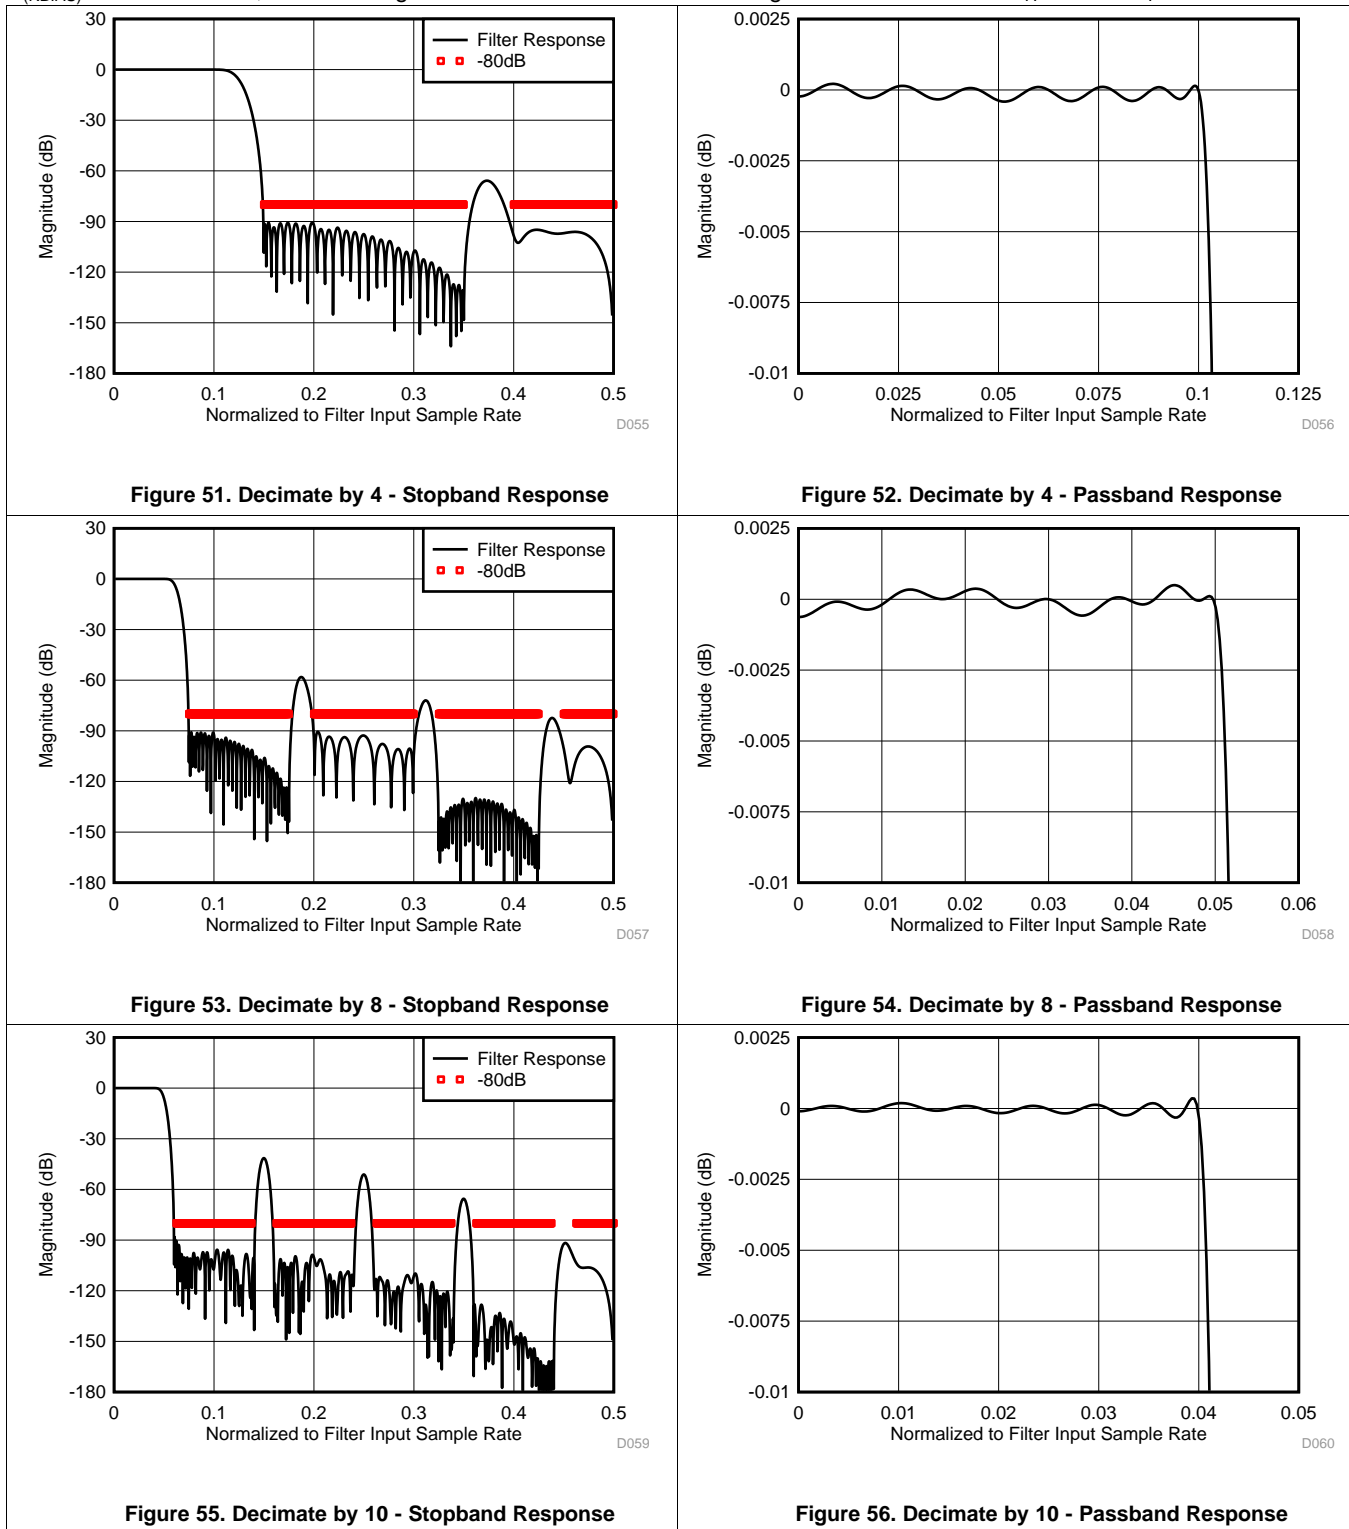 30
0
-30
-60
-90
-120
-150
-180
Magnitude (dB)
0 0.1 0.2 0.3 0.4 0.5
Normalized to Filter Input Sample Rate
Filter Response
-80dB
D055
Figure 51. Decimate by 4 - Stopband Response
0.0025
0
-0.0025
-0.005
-0.0075
-0.01
Magnitude (dB)
0 0.025 0.05 0.075 0.1 0.125
Normalized to Filter Input Sample Rate
D056
Figure 52. Decimate by 4 - Passband Response
30
0
-30
-60
-90
-120
-150
-180
Magnitude (dB)
0 0.1 0.2 0.3 0.4 0.5
Normalized to Filter Input Sample Rate
Filter Response
-80dB
D057
Figure 53. Decimate by 8 - Stopband Response
0.0025
0
-0.0025
-0.005
-0.0075
-0.01
Magnitude (dB)
0 0.01 0.02 0.03 0.04 0.05 0.06
Normalized to Filter Input Sample Rate
D058
Figure 54. Decimate by 8 - Passband Response
30
0
-30
-60
-90
-120
-150
-180
Magnitude (dB)
0 0.1 0.2 0.3 0.4 0.5
Normalized to Filter Input Sample Rate
Filter Response
-80dB
D059
Figure 55. Decimate by 10 - Stopband Response
0.0025
0
-0.0025
-0.005
-0.0075
-0.01
Magnitude (dB)
0 0.01 0.02 0.03 0.04 0.05
Normalized to Filter Input Sample Rate
D060
Figure 56. Decimate by 10 - Passband Response